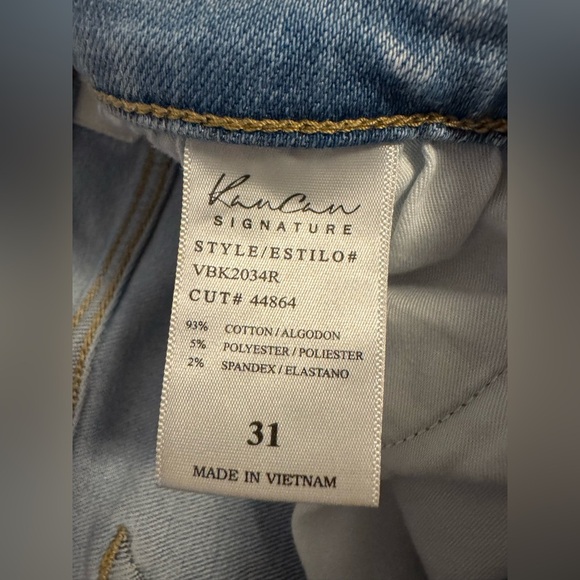 KanCan
SIGNATURE
STYLE/ESTILO#
VBK2034R
CUT# 44864
93% COTTON/ALGODON
5% POLYESTER/POLIESTER
2% SPANDEX/ELASTANO
31
MADE IN VIETNAM